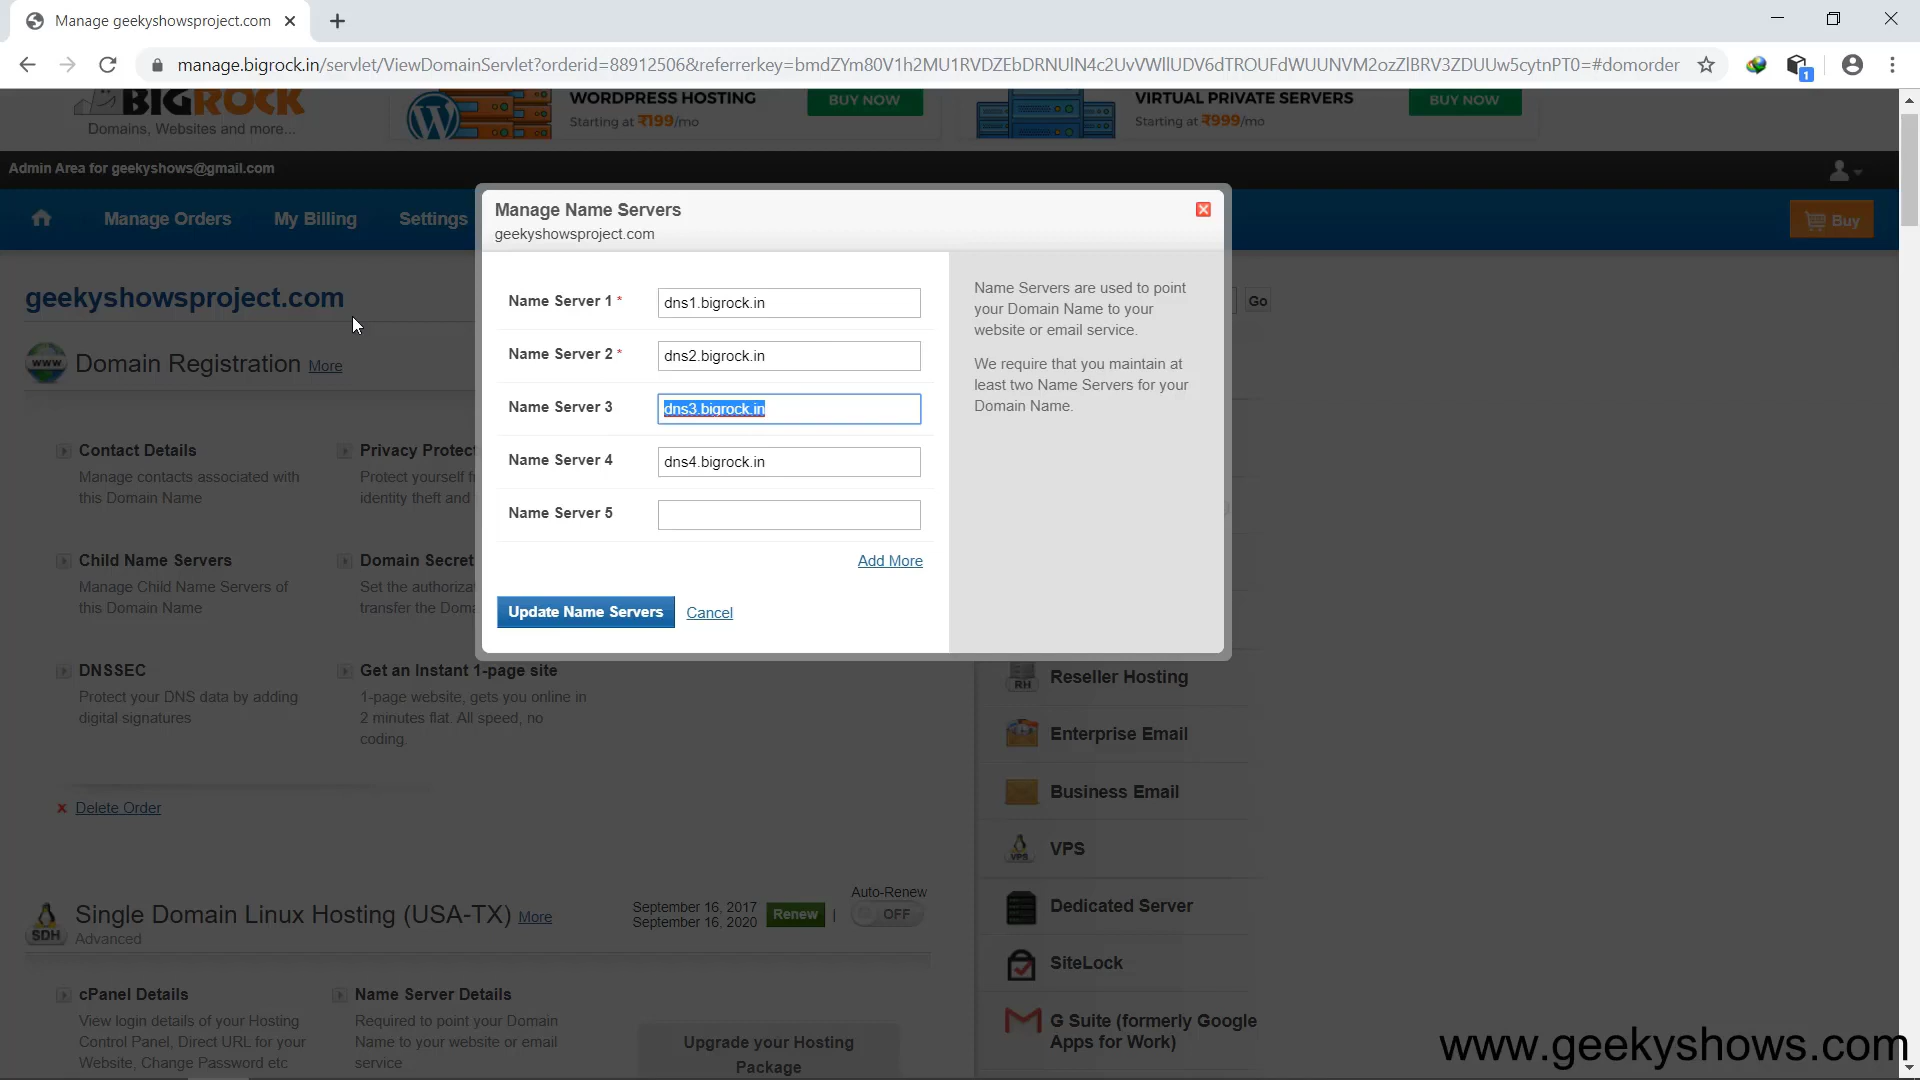 Manage geekyshowsproject.com
manage.bigrock.in/servlet/ViewDomainServlet?orderid=88912506&referrerkey=bmdZYm80V1h2MU1RVDZEbDRNUlN4c2UvVWllUDV6dTROUFdWUUNVM2ozZlBRV3ZDUUw5cytnPT0=#domorder
1
BIGROCK
Domains, Websites and more...
WORDPRESS HOSTING
Starting at ₹199/mo
BUY NOW
VIRTUAL PRIVATE SERVERS
Starting at ₹999/mo
BUY NOW
Admin Area for geekyshows@gmail.com
Manage Orders
My Billing
Settings
Buy
Manage Name Servers
geekyshowsproject.com
geekyshowsproject.com
Go
Name Server 1 *
dns1.bigrock.in
Name Server 2 *
dns2.bigrock.in
Name Server 3
dns3.bigrock.in
Name Server 4
dns4.bigrock.in
Name Server 5
Add More
Update Name Servers
Cancel
Name Servers are used to point
your Domain Name to your
website or email service.
We require that you maintain at
least two Name Servers for your
Domain Name.
www
Domain Registration More
Contact Details
Manage contacts associated with
this Domain Name
Privacy Protect
Protect yourself
identity theft and
Child Name Servers
Manage Child Name Servers of
this Domain Name
Domain Secret
Set the authoriza
transfer the Doma
DNSSEC
Protect your DNS data by adding
digital signatures
Get an Instant 1-page site
1-page website, gets you online in
2 minutes flat. All speed, no
coding.
Delete Order
SDH
Single Domain Linux Hosting (USA-TX) More
Advanced
September 16, 2017
September 16, 2020
Renew
|
Auto-Renew
OFF
cPanel Details
View login details of your Hosting
Control Panel, Direct URL for your
Website, Change Password etc
Name Server Details
Required to point your Domain
Name to your website or email
service
Upgrade your Hosting
Package
RH
Reseller Hosting
Enterprise Email
Business Email
VPS
VPS
Dedicated Server
SiteLock
G Suite (formerly Google
Apps for Work)
www.geekyshows.com